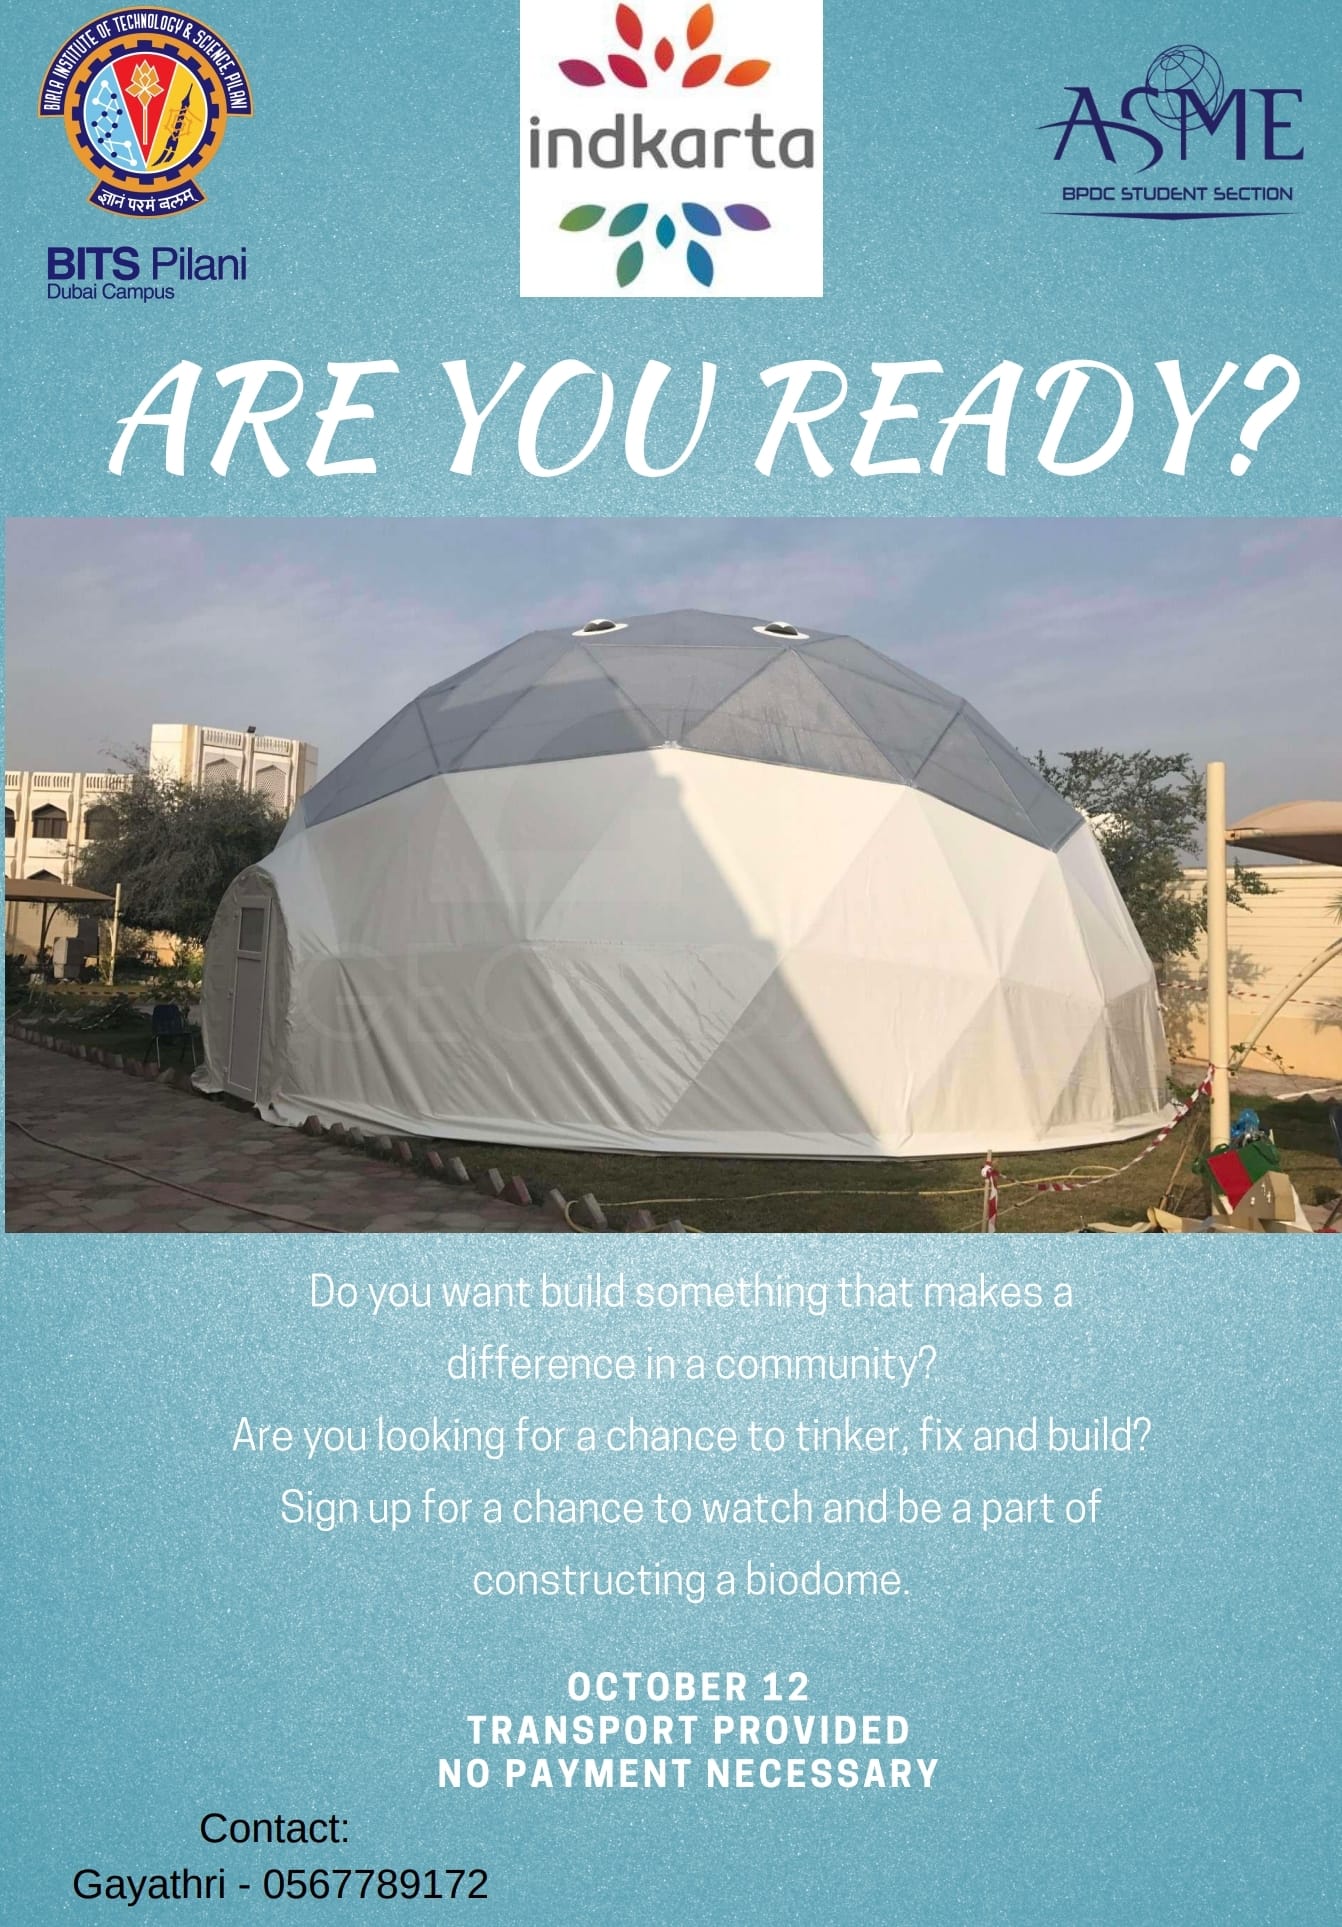 BIRLA INSTITUTE OF TECHNOLOGY & SCIENCE, PILANI
ज्ञानं परमं बलम्
BITS Pilani
Dubai Campus
indkarta
ASME
BPDC STUDENT SECTION
ARE YOU READY?
Do you want build something that makes a
difference in a community?
Are you looking for a chance to tinker, fix and build?
Sign up for a chance to watch and be a part of
constructing a biodome.
OCTOBER 12
TRANSPORT PROVIDED
NO PAYMENT NECESSARY
Contact:
Gayathri - 0567789172